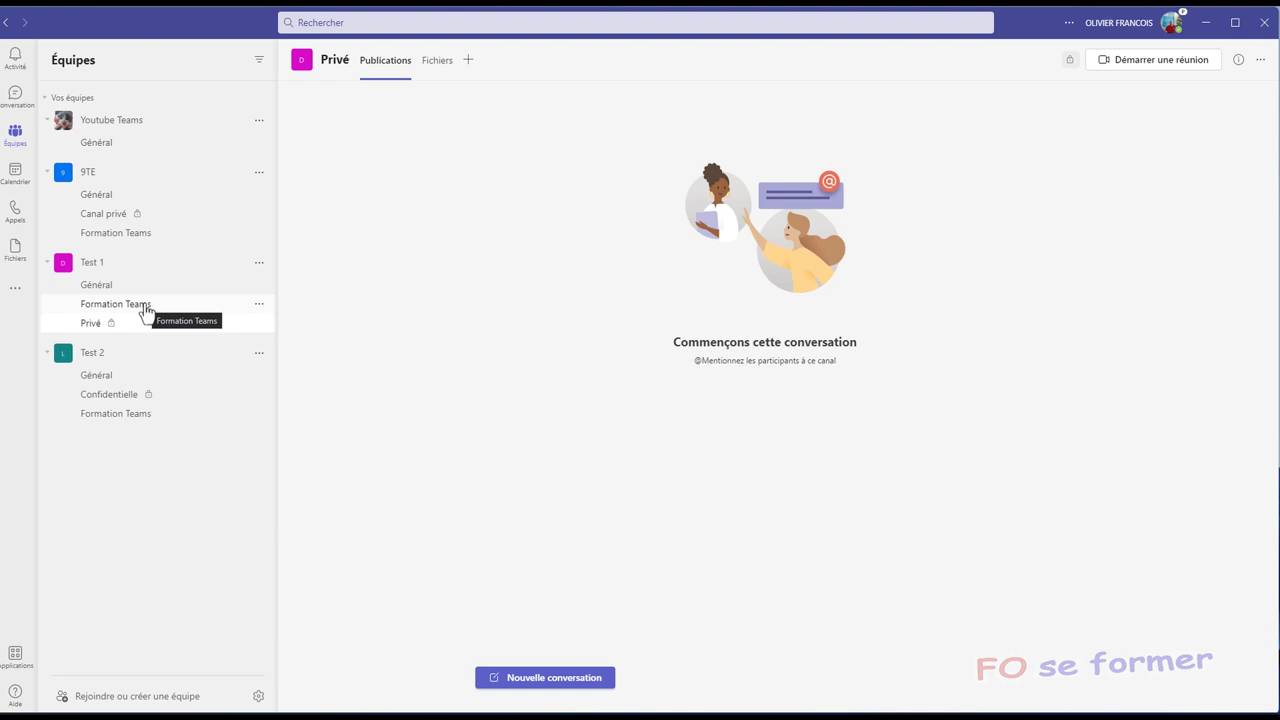 Rechercher
OLIVIER FRANCOIS
P
Activité
onversation
Équipes
Calendrier
Appels
Fichiers
pplications
Aide
Équipes
Vos équipes
Youtube Teams
Général
9
9TE
Général
Canal privé
Formation Teams
D
Test 1
Général
Formation Teams
Formation Teams
Privé
L
Test 2
Général
Confidentielle
Formation Teams
Rejoindre ou créer une équipe
D
Privé
Publications
Fichiers
Démarrer une réunion
@
Commençons cette conversation
@Mentionnez les participants à ce canal
Nouvelle conversation
FO se former